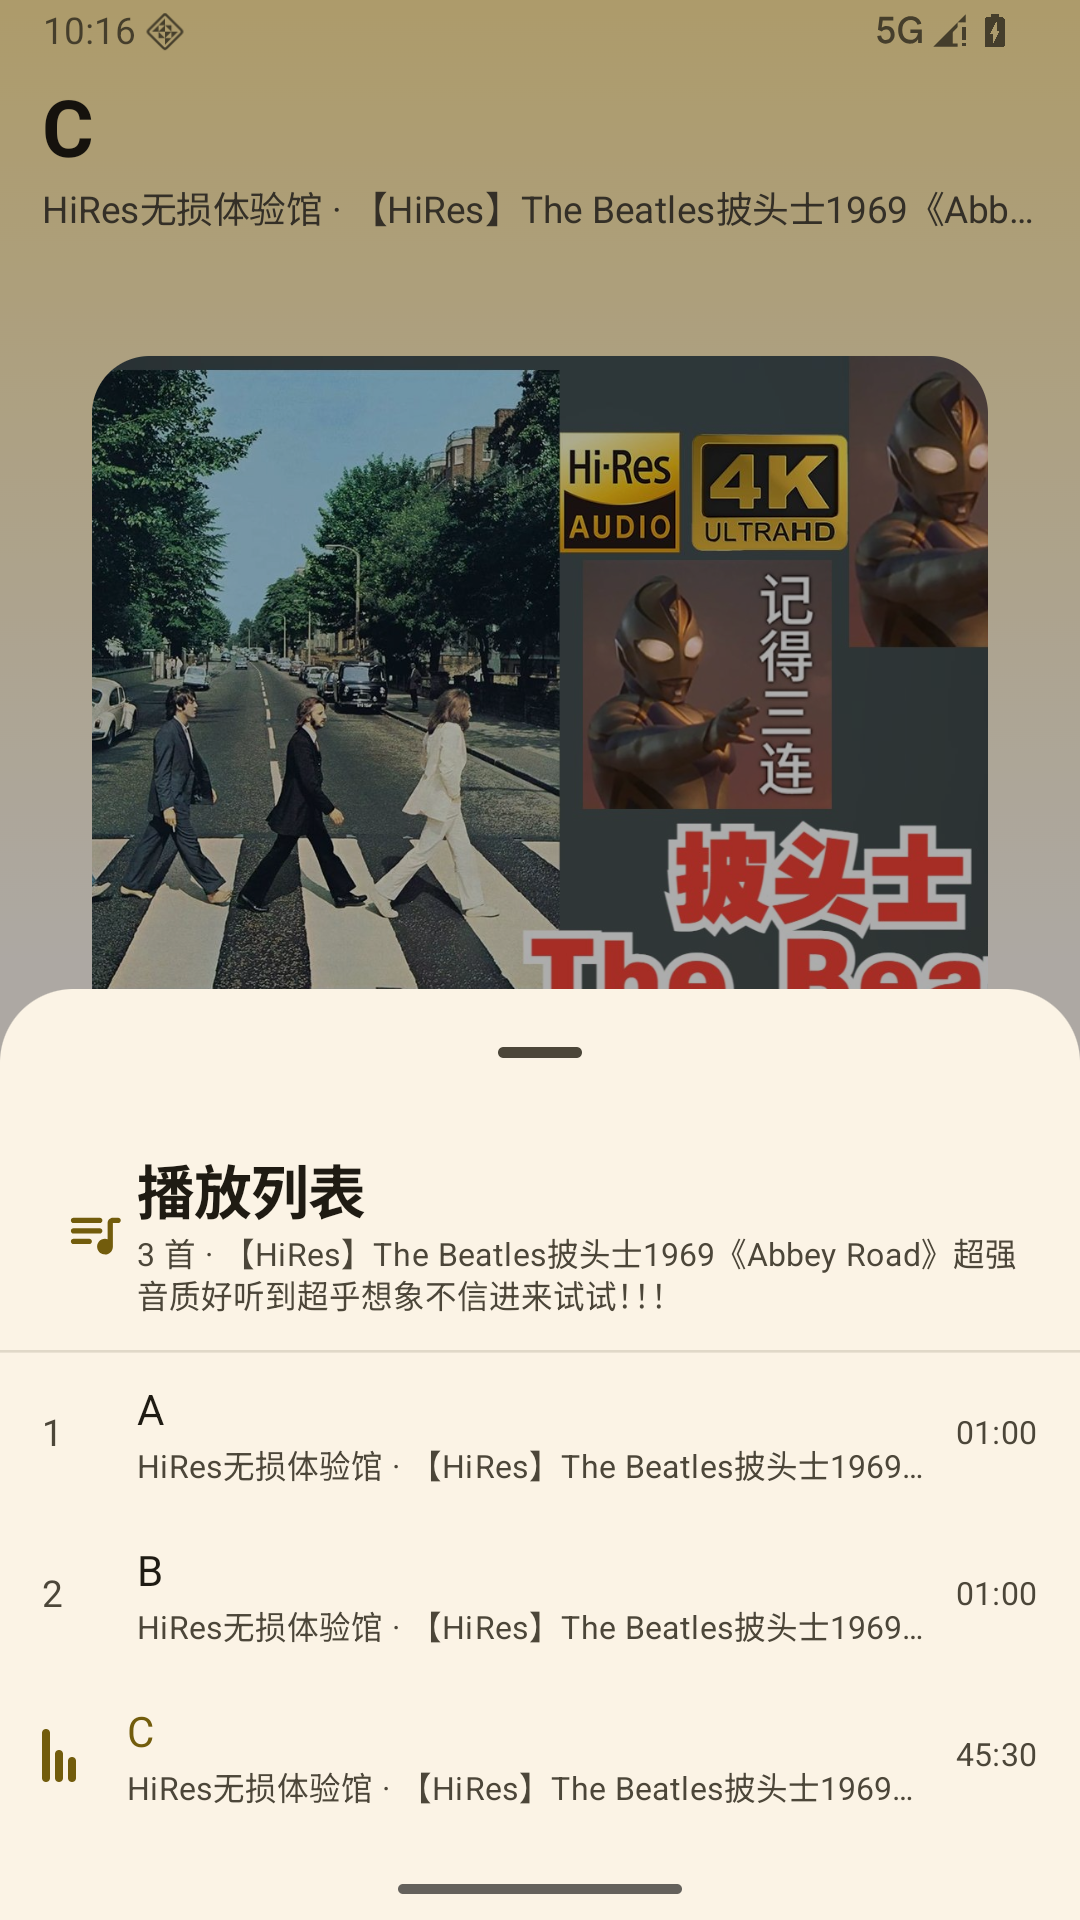 10:16
5G
C
HiRes无损体验馆 · 【HiRes】The Beatles披头士1969《Abb...
Hi-Res
AUDIO
4K
ULTRAHD
记得三连
披头士
The Bea
播放列表
3 首 · 【HiRes】The Beatles披头士1969《Abbey Road》超强
音质好听到超乎想象不信进来试试！！！
1
A
HiRes无损体验馆 · 【HiRes】The Beatles披头士1969...
01:00
2
B
HiRes无损体验馆 · 【HiRes】The Beatles披头士1969...
01:00
C
HiRes无损体验馆 · 【HiRes】The Beatles披头士1969...
45:30